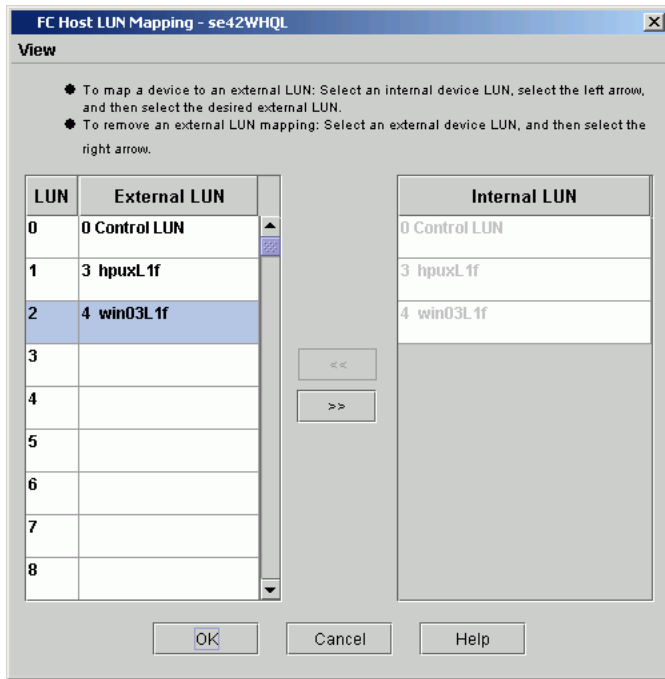 FC Host LUN Mapping - se42WHQL
View
To map a device to an external LUN: Select an internal device LUN, select the left arrow,
and then select the desired external LUN.
To remove an external LUN mapping: Select an external device LUN, and then select the
right arrow.
LUN External LUN Internal LUN
0 0 Control LUN 0 Control LUN
1 3 hpuxL1f 3 hpuxL1f
2 4 win03L1f 4 win03L1f
3
<<
4
>>
5
6
7
8
OK Cancel Help